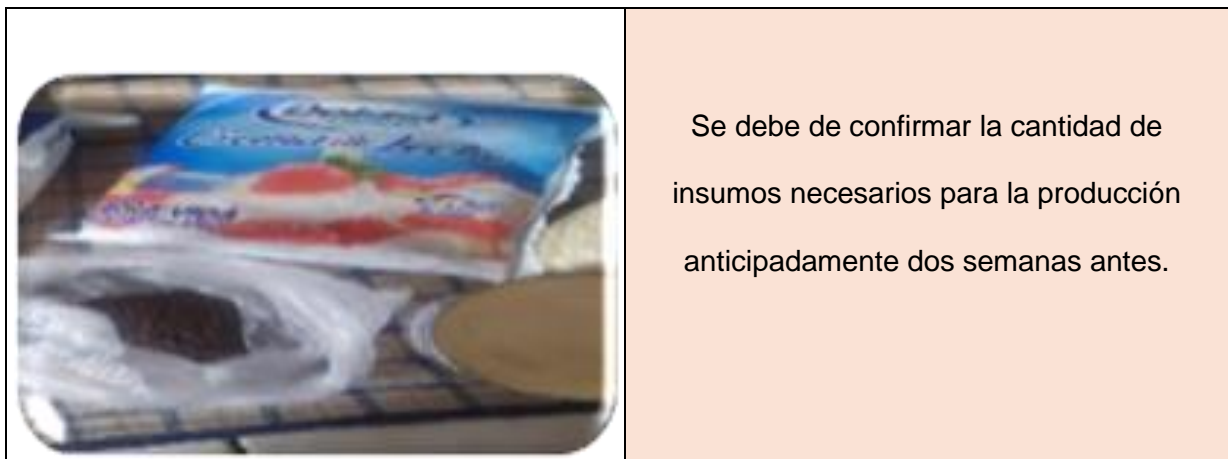 Se debe de confirmar la cantidad de
insumos necesarios para la producción
anticipadamente dos semanas antes.